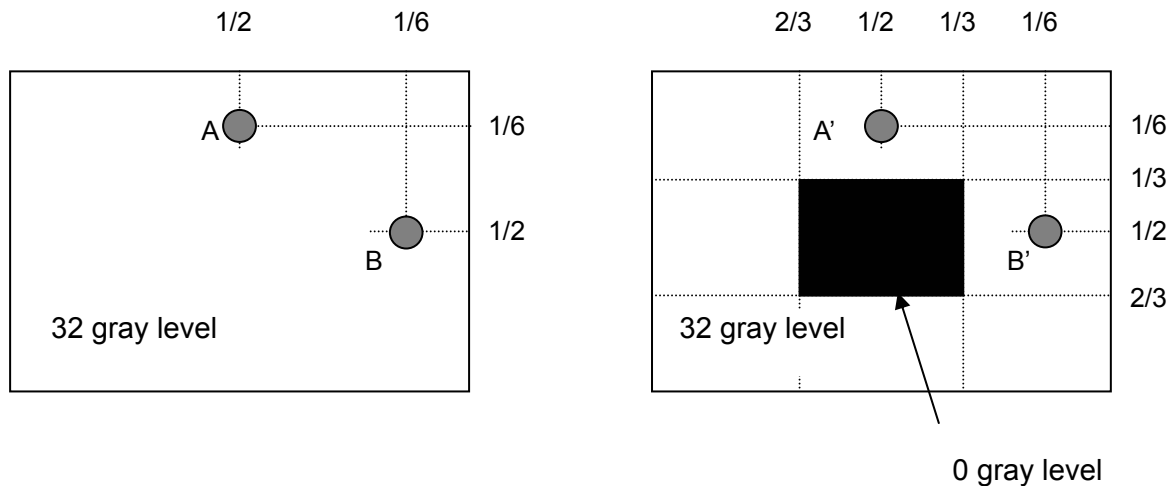 1/2 1/6 2/3 1/2 1/3 1/6
A 1/6 A’ 1/6
1/3
1/2 1/2
B B’
2/3
32 gray level 32 gray level
0 gray level